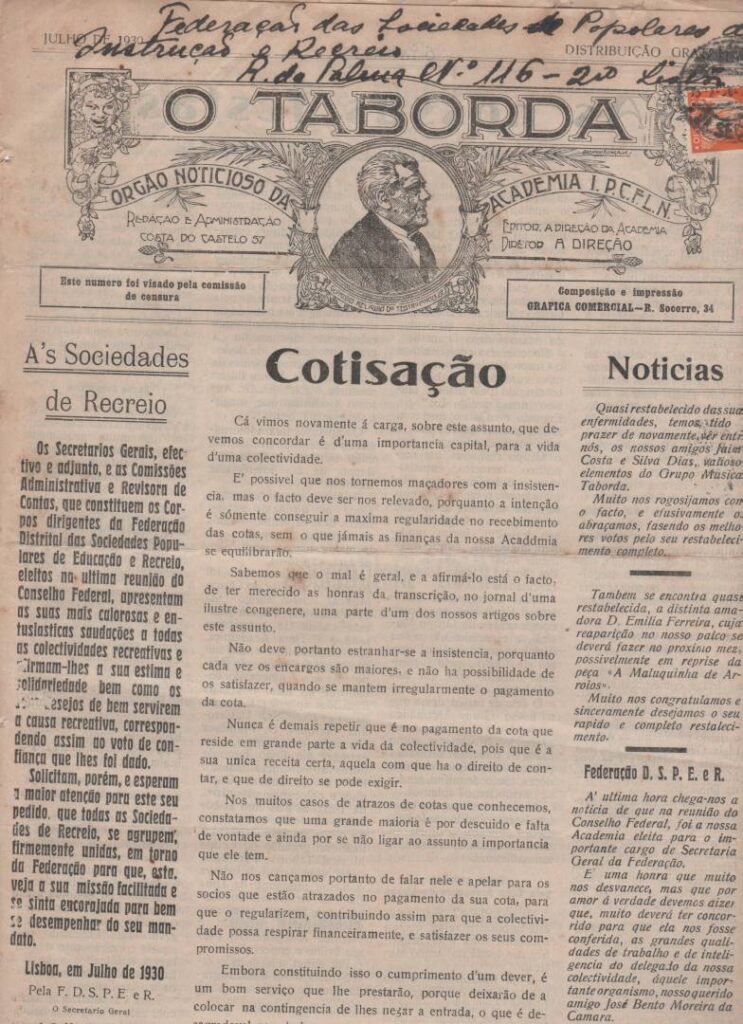 JULHO DE 1930
Federação das Sociedades de Populares de
DISTRIBUIÇÃO
Instrução e Recreio
R. da Palma Nº 116 - 2º Lisboa
O TABORDA
ORGÃO NOTICIOSO DA
ACADEMIA I.P.C.F.L.N.
REDAÇÃO E ADMINISTRAÇÃO
COSTA DO CASTELO 57
EDITOR, A DIREÇÃO DA ACADEMIA
DIRETOR A DIREÇÃO
Este numero foi visado pela comissão
de censura
Composição e impressão
GRAFICA COMERCIAL—R. Socorro, 34
A's Sociedades
de Recreio
Os Secretarios Gerais, efec
tivo e adjunto, e as Comissões
Administrativa e Revisora de
Contas, que constituem os Cor-
pos dirigentes da Federação
Distrital das Sociedades Popu-
lares de Educação e Recreio,
eleitos na ultima reunião do
Conselho Federal, apresentam
as suas mais calorosas e en-
tusiasticas saudações a todas
as colectividades recreativas e
firmam-lhes a sua estima e
solidariedade bem como os
desejos de bem servirem
a causa recreativa, correspon-
dendo assim ao voto de con-
fiança que lhes foi dado.
Solicitam, porém, e esperam
a maior atenção para este seu
pedido, que todas as Socieda-
des de Recreio, se agrupem,
firmemente unidas, em torno
da Federação para que, esta,
veja a sua missão facilitada e
se sinta encorajada para bem
se desempenhar do seu man-
dato.
Lisboa, em Julho de 1930
Pela F. D. S. P. E e R.
O Secretario Geral
Cotisação
Cá vimos novamente á carga, sobre este assunto, que de-
vemos concordar é d'uma importancia capital, para a vida
d'uma colectividade.
E' possivel que nos tornemos maçadores com a insisten-
cia, mas o facto deve ser nos relevado, porquanto a intenção
é sómente conseguir a maxima regularidade no recebimento
das cotas, sem o que jámais as finanças da nossa Acaddmia
se equilibrarão.
Sabemos que o mal é geral, e a afirmá-lo está o facto,
de ter merecido as honras da transcrição, no jornal d'uma
ilustre congenere, uma parte d'um dos nossos artigos sobre
este assunto.
Não deve portanto estranhar-se a insistencia, porquanto
cada vez os encargos são maiores, e não ha possibilidade de
os satisfazer, quando se mantem irregularmente o pagamento
da cota.
Nunca é demais repetir que é no pagamento da cota que
reside em grande parte a vida da colectividade, pois que é a
sua unica receita certa, aquela com que ha o direito de con-
tar, e que de direito se pode exigir.
Nos muitos casos de atrazos de cotas que conhecemos,
constatamos que uma grande maioria é por descuido e falta
de vontade e ainda por se não ligar ao assunto a importancia
que ele tem.
Não nos cançamos portanto de falar nele e apelar para os
socios que estão atrazados no pagamento da sua cota, para
que o regularizem, contribuindo assim para que a colectivi-
dade possa respirar financeiramente, e satisfazer os seus com-
promissos.
Embora constituindo isso o cumprimento d'um dever, é
um bom serviço que lhe prestarão, porque deixarão de a
colocar na contingencia de lhes negar a entrada, o que é de-
Noticias
Quasi restabelecido das sua
enfermidades, temos tido
prazer de novamente ver entr
nós, os nossos amigos Jaim
Costa e Silva Dias, valioso
elementos do Grupo Musica
Taborda.
Muito nos rogosijamos com
o facto, e efusivamente os
abraçamos, fasendo os melho-
res votos pelo seu restabeleci-
mento completo.
Tambem se encontra quase
restabelecida, a distinta ama-
dora D. Emilia Ferreira, cuja
reaparição no nosso palco se
deverá fazer no proximo mez,
possivelmente em reprise da
peça «A Maluquinha de Ar-
roios».
Muito nos congratulamos e
sinceramente desejamos o seu
rapido e completo restaleci-
mento.
Federação D. S. P. E. e R.
A' ultima hora chega-nos a
noticia de que na reunião do
Conselho Federal, foi a nossa
Academia eleita para o im-
portante cargo de Secretaria
Geral da Federação.
E' uma honra que muito
nos desvanece, mas que por
amor á verdade devemos aizer
que, muito deverá ter concor-
rido para que ela nos fosse
conferida, as grandes quali-
dades de trabalho e de inteli-
gencia do delegado da nossa
colectividade, áquele impor-
tante organismo, nosso querido
amigo José Bento Moreira da
Camara.